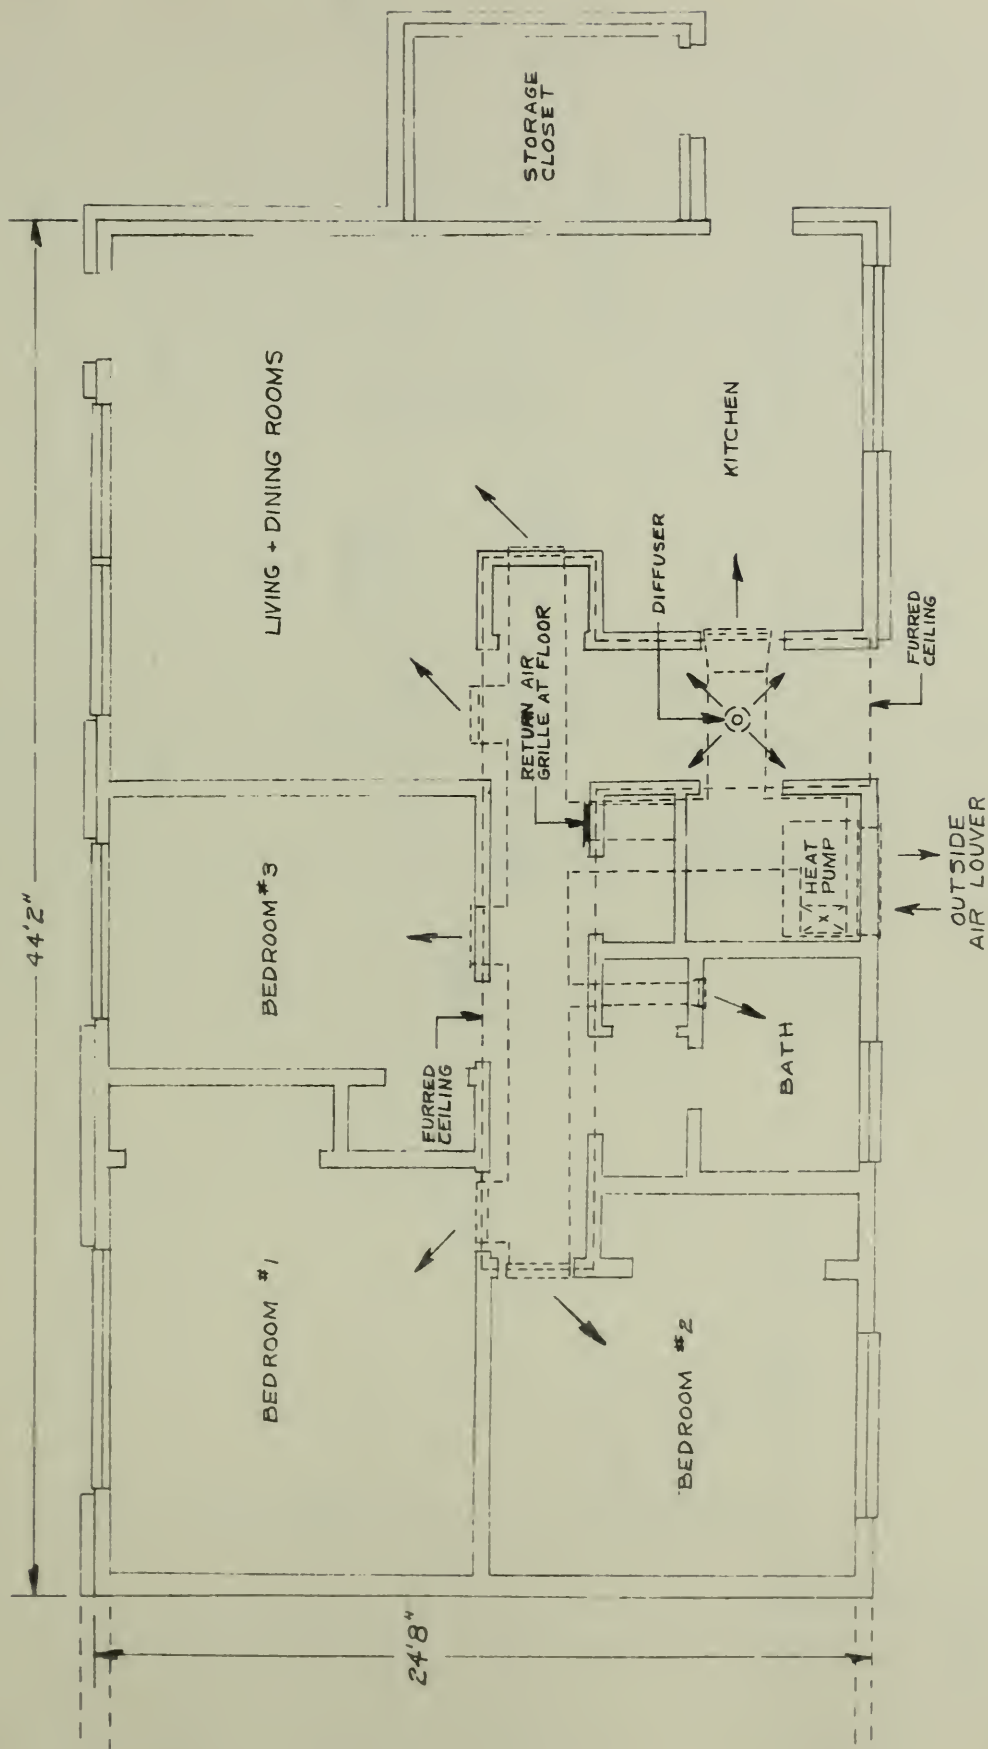 44'2"
STORAGE
CLOSET
LIVING + DINING ROOMS
KITCHEN
DIFFUSER
FURRED
CEILING
RETURN AIR
GRILLE AT FLOOR
BEDROOM #3
FURRED
CEILING
HEAT
PUMP
X
OUTSIDE
AIR LOUVER
BATH
BEDROOM #1
BEDROOM #2
24'8"